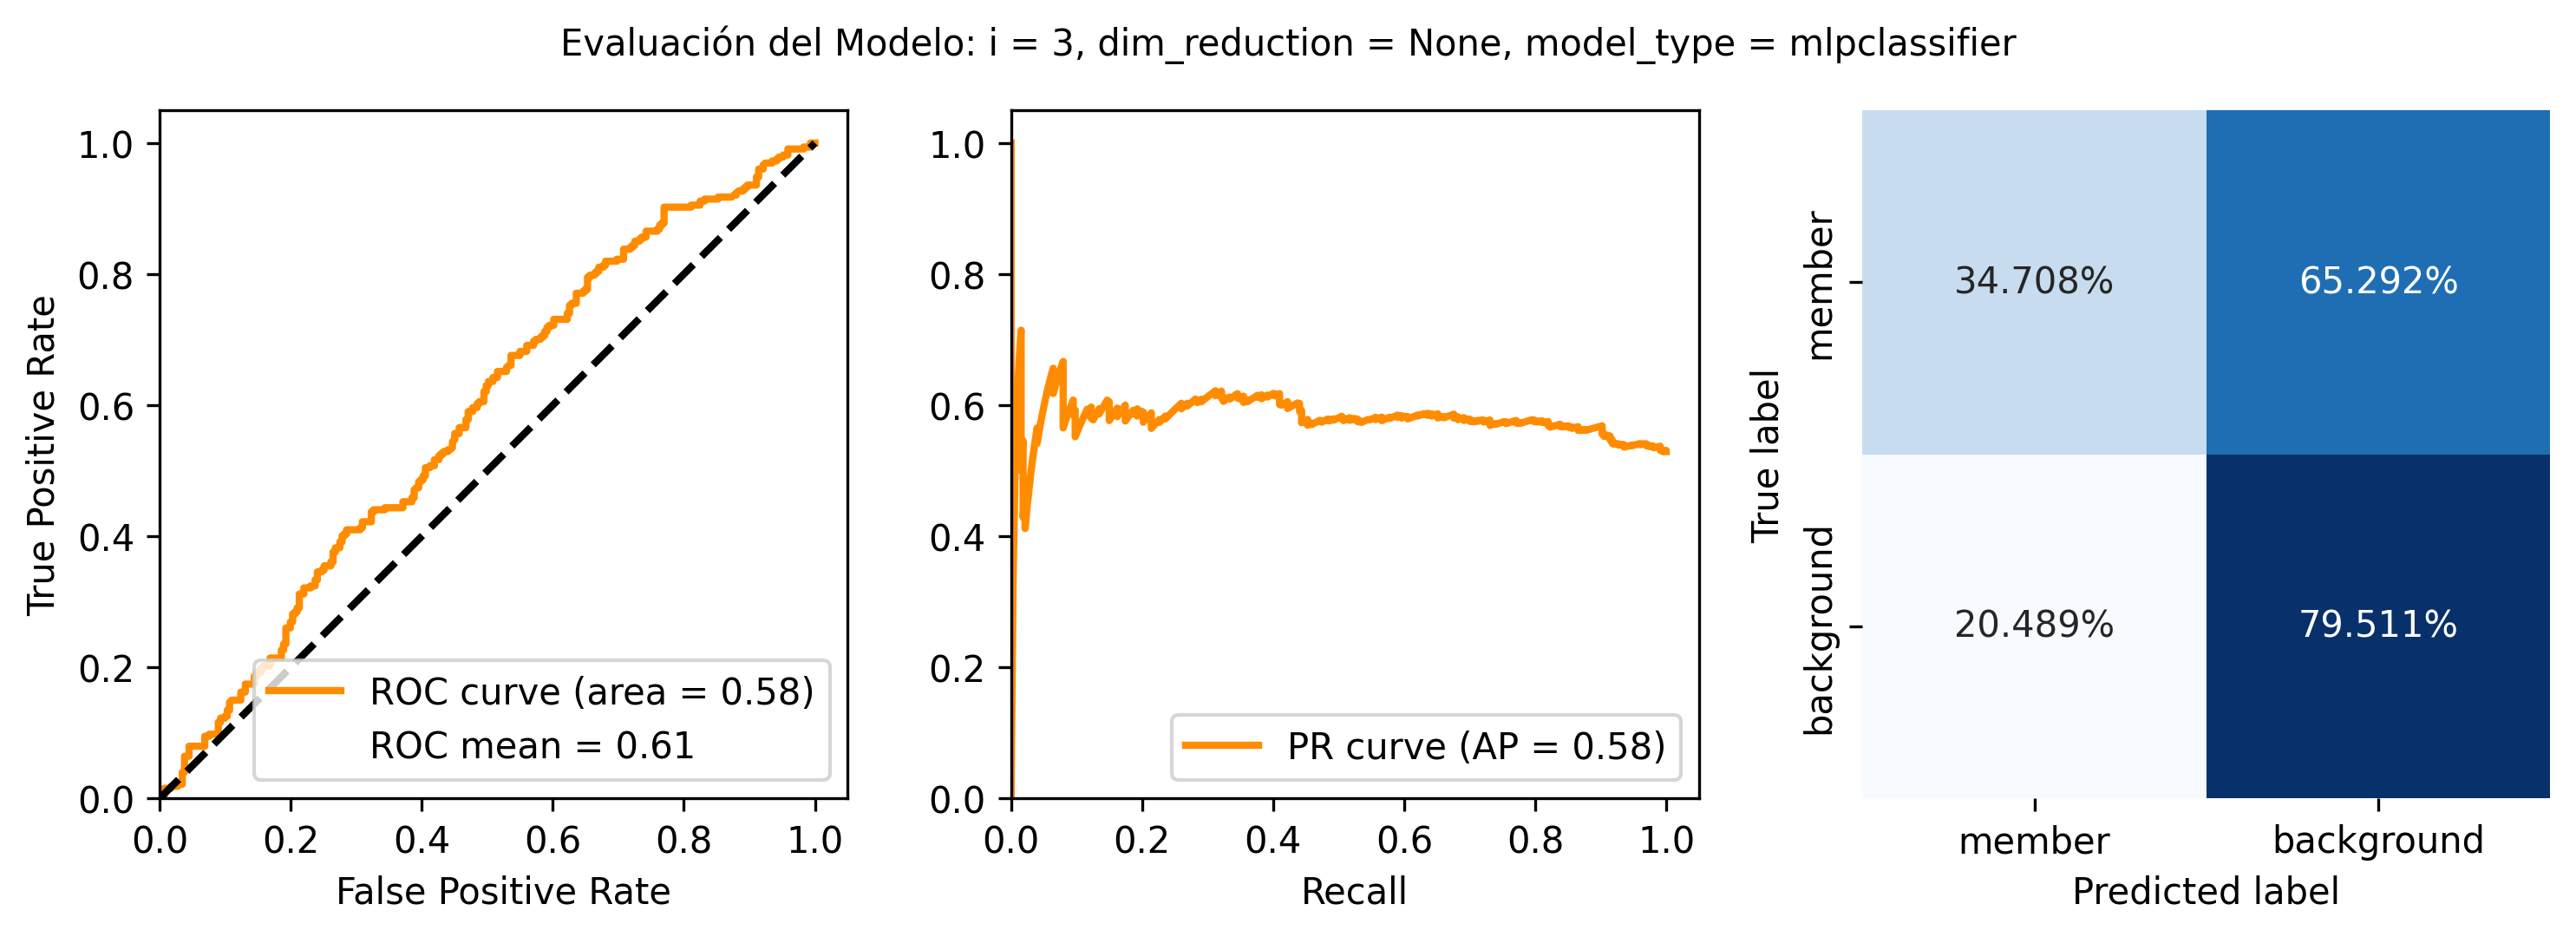 Evaluación del Modelo: i = 3, dim_reduction = None, model_type = mlpclassifier
True Positive Rate
1.0
0.8
0.6
0.4
0.2
0.0
0.0 0.2 0.4 0.6 0.8 1.0
False Positive Rate
ROC curve (area = 0.58)
ROC mean = 0.61
1.0
0.8
0.6
0.4
0.2
0.0
0.0 0.2 0.4 0.6 0.8 1.0
Recall
PR curve (AP = 0.58)
True label
member
background
34.708% 65.292%
20.489% 79.511%
member background
Predicted label